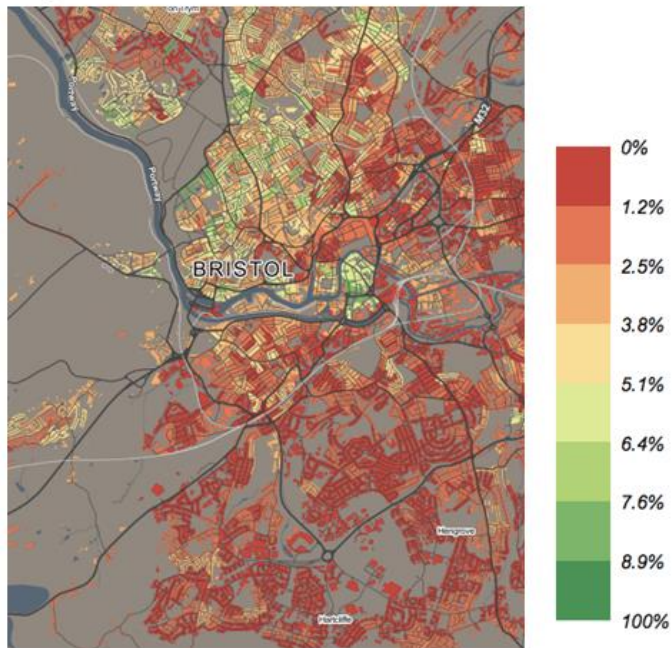 Portway
Portway
M32
BRISTOL
Hengrove
Hartcliffe
0%
1.2%
2.5%
3.8%
5.1%
6.4%
7.6%
8.9%
100%